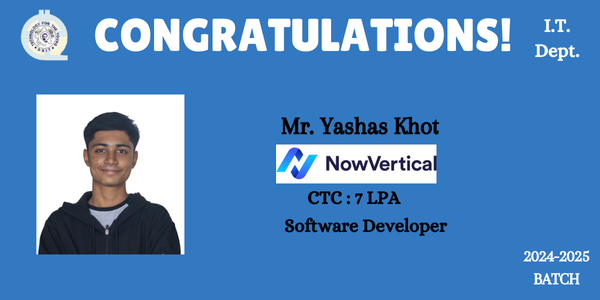 CONGRATULATIONS!
I.T.
Dept.
Mr. Yashas Khot
NowVertical
CTC : 7 LPA
Software Developer
2024-2025
BATCH